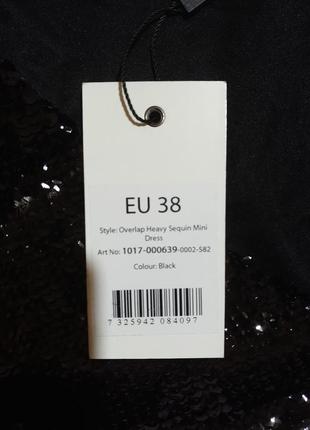 EU 38
Style: Overlap Heavy Sequin Mini
Dress
Art No: 1017-000639-0002-582
Colour: Black
7 325942 084097